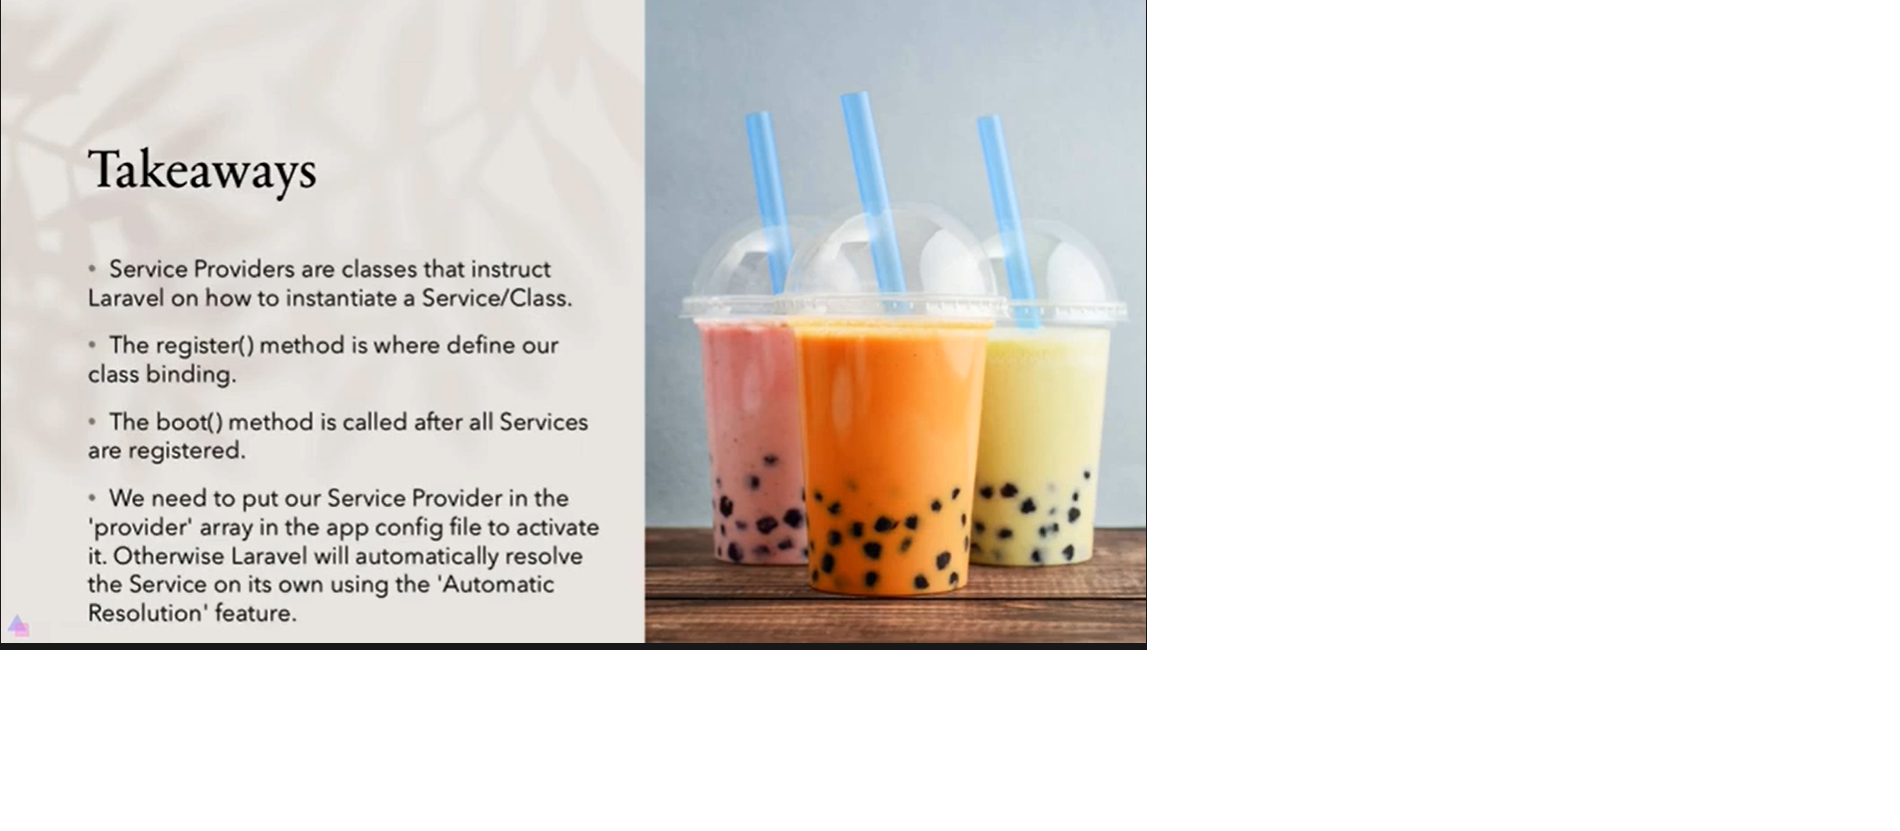 Takeaways
• Service Providers are classes that instruct
Laravel on how to instantiate a Service/Class.
• The register() method is where define our
class binding.
• The boot() method is called after all Services
are registered.
• We need to put our Service Provider in the
'provider' array in the app config file to activate
it. Otherwise Laravel will automatically resolve
the Service on its own using the 'Automatic
Resolution' feature.